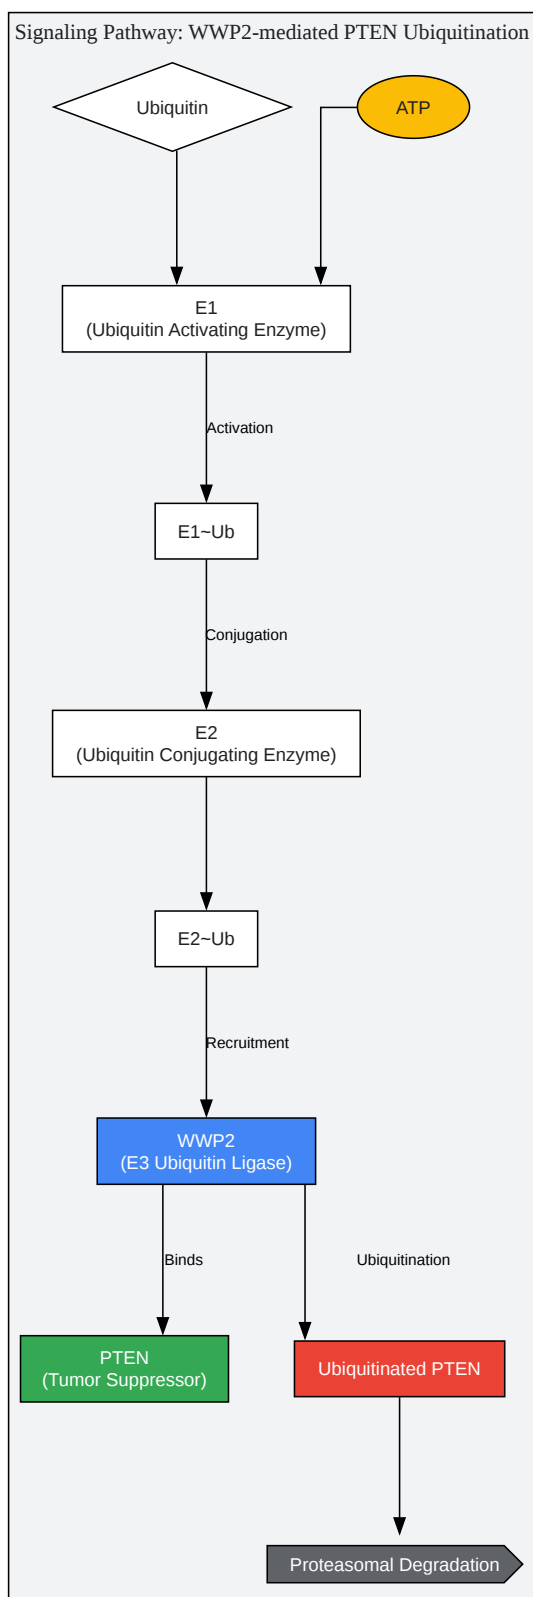 Signaling Pathway: WWP2-mediated PTEN Ubiquitination
Ubiquitin
ATP
E1
(Ubiquitin Activating Enzyme)
Activation
E1~Ub
Conjugation
E2
(Ubiquitin Conjugating Enzyme)
E2~Ub
Recruitment
WWP2
(E3 Ubiquitin Ligase)
Binds
Ubiquitination
PTEN
(Tumor Suppressor)
Ubiquitinated PTEN
Proteasomal Degradation